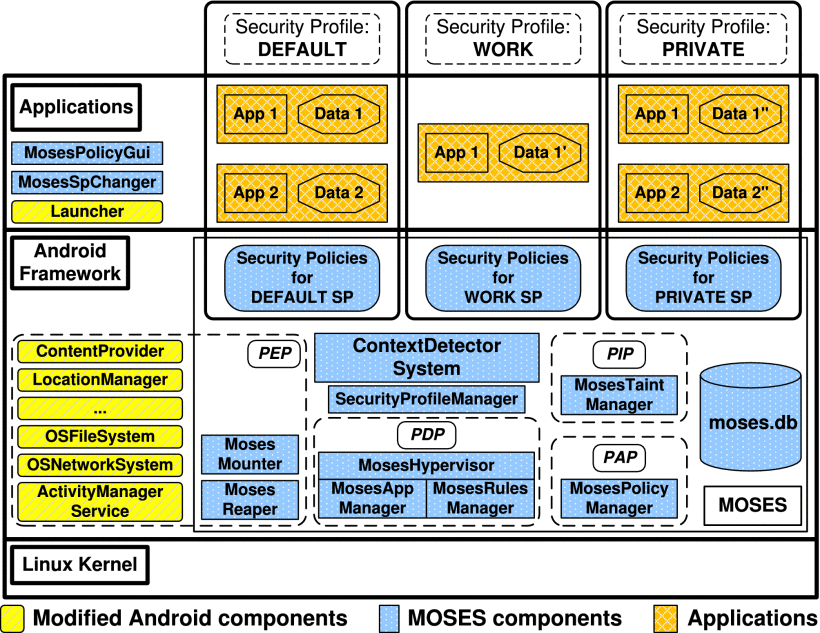 Security Profile:
DEFAULT
Security Profile:
WORK
Security Profile:
PRIVATE
Applications
MosesPolicyGui
MosesSpChanger
Launcher
App 1
Data 1
App 2
Data 2
App 1
Data 1'
App 1
Data 1"
App 2
Data 2"
Android
Framework
Security Policies
for
DEFAULT SP
Security Policies
for
WORK SP
Security Policies
for
PRIVATE SP
ContentProvider
LocationManager
...
OSFileSystem
OSNetworkSystem
ActivityManager
Service
PEP
Moses
Mounter
Moses
Reaper
ContextDetector
System
SecurityProfileManager
PDP
MosesHypervisor
MosesApp
Manager
MosesRules
Manager
PIP
MosesTaint
Manager
PAP
MosesPolicy
Manager
moses.db
MOSES
Linux Kernel
Modified Android components
MOSES components
Applications